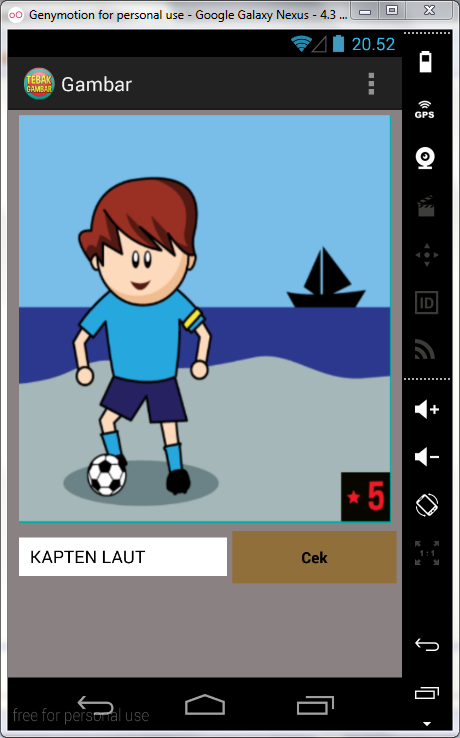 Genymotion for personal use - Google Galaxy Nexus - 4.3 ...
20.52
TEBAK
GAMBAR
Gambar
GPS
ID
5
KAPTEN LAUT
Cek
1:1
free for personal use